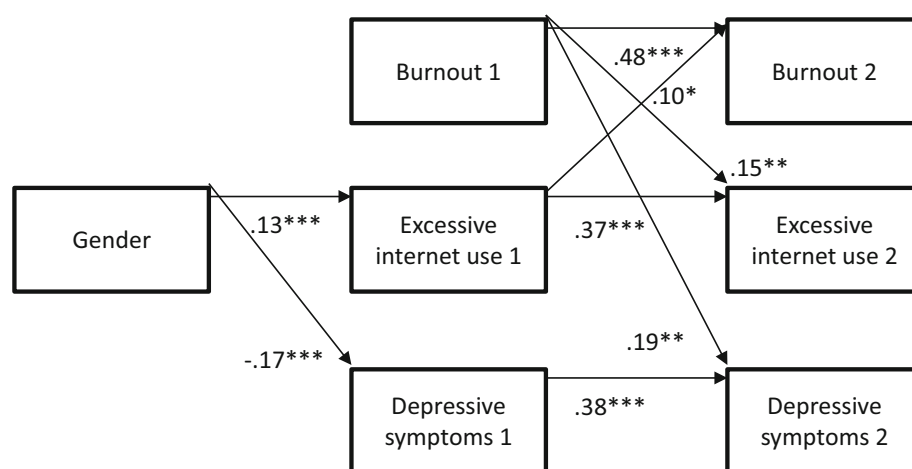 Burnout 1
Burnout 2
.48***
.10*
.15**
Gender
.13***
Excessive
internet use 1
.37***
Excessive
internet use 2
-.17***
.19**
Depressive
symptoms 1
.38***
Depressive
symptoms 2